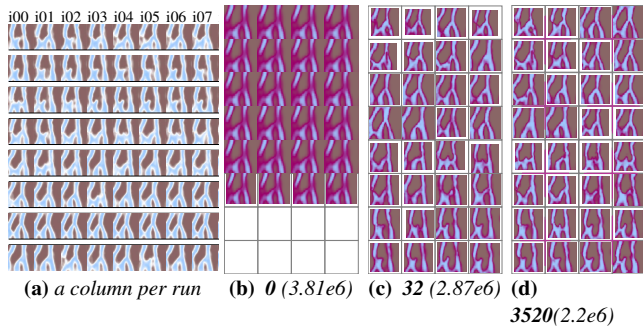 i00 i01 i02 i03 i04 i05 i06 i07
(a) a column per run
(b) 0 (3.81e6)
(c) 32 (2.87e6)
(d)
3520(2.2e6)